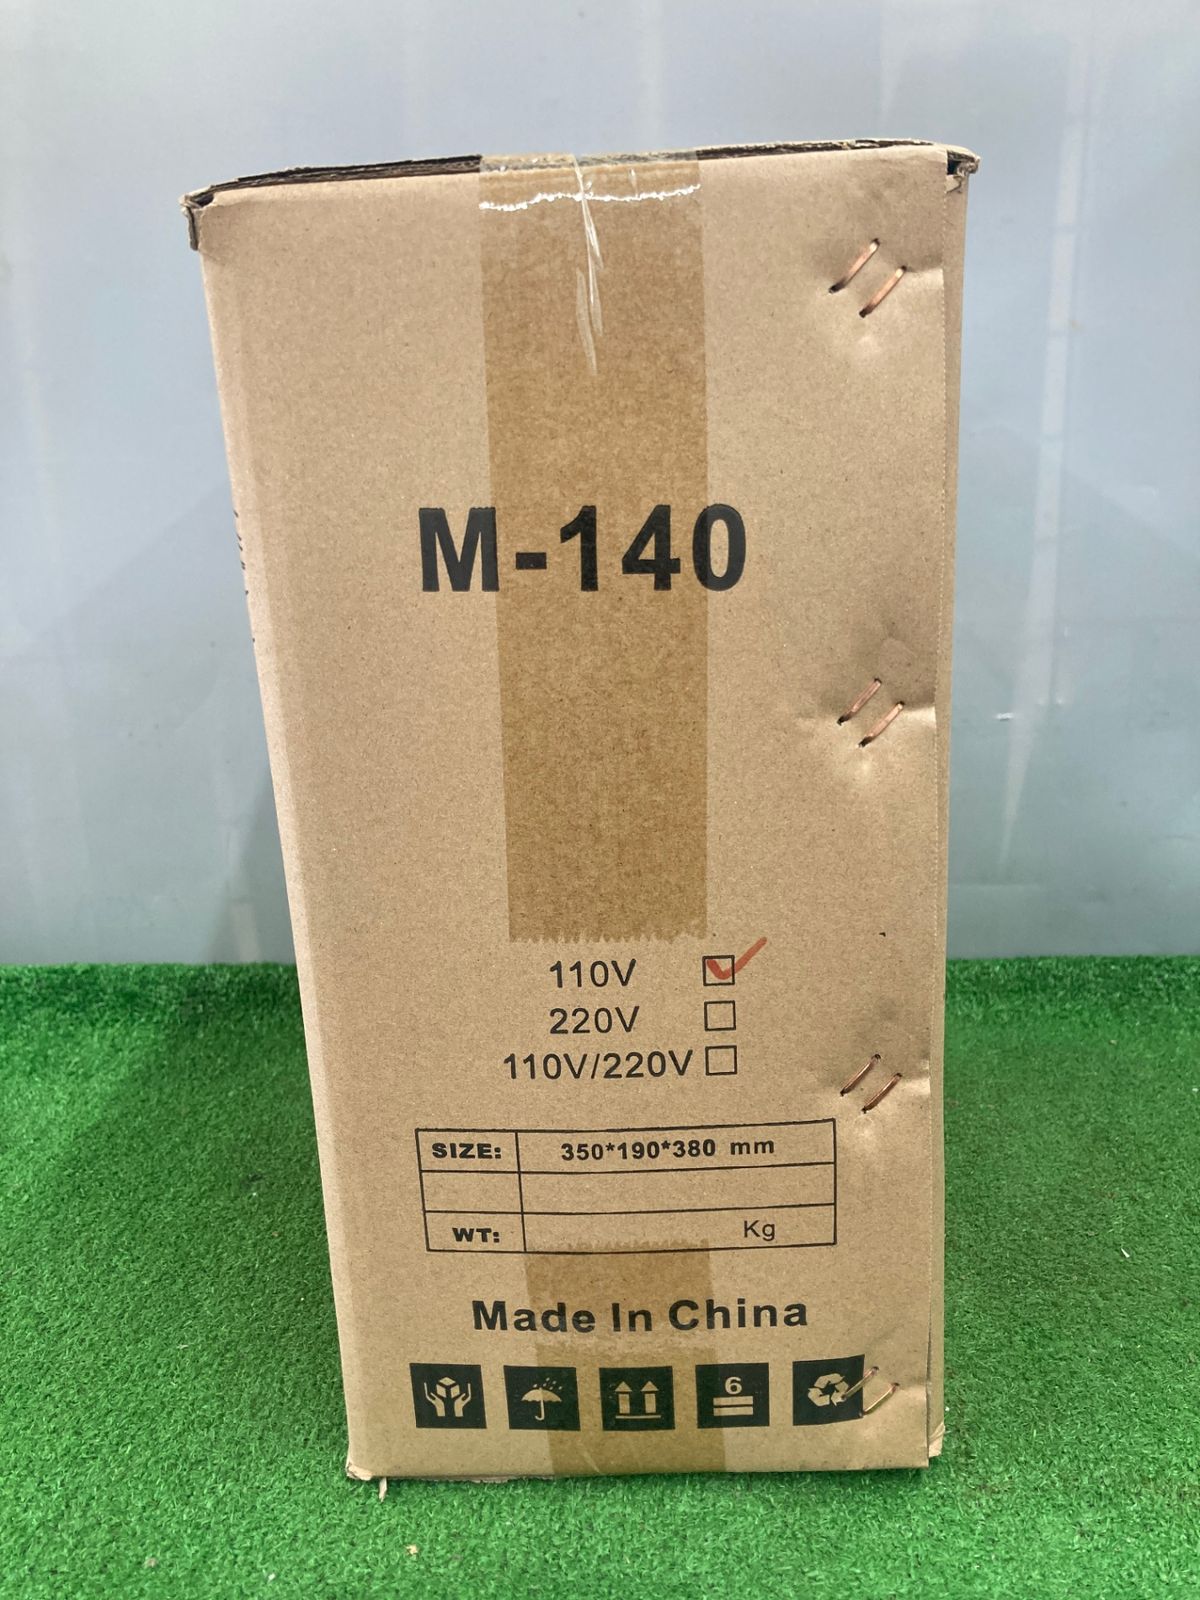 M-140
110V
220V
110V/220V
SIZE: 350*190*380 mm
WT: Kg
Made In China
6